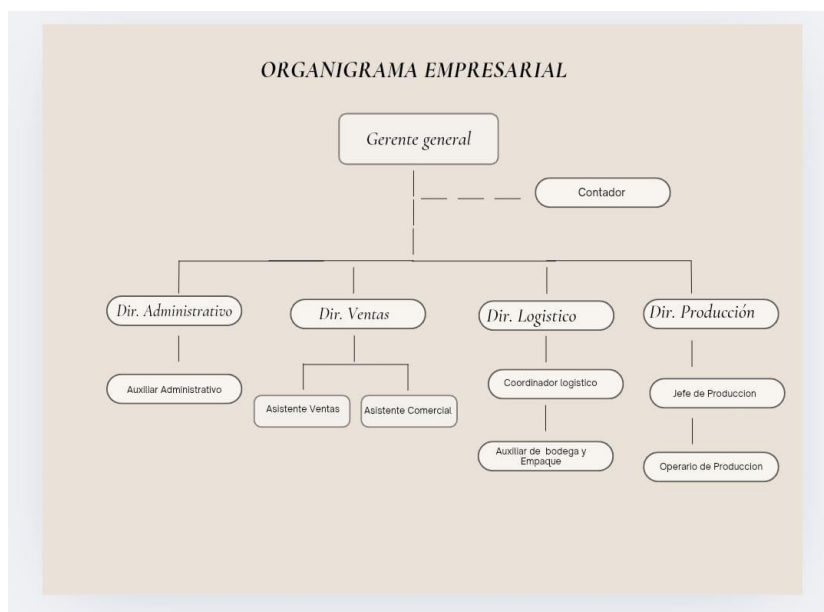 ORGANIGRAMA EMPRESARIAL
Gerente general
Contador
Dir. Administrativo
Dir. Ventas
Dir. Logistico
Dir. Producción
Auxiliar Administrativo
Asistente Ventas
Asistente Comercial
Coordinador logístico
Jefe de Produccion
Auxiliar de bodega y
Empaque
Operario de Produccion